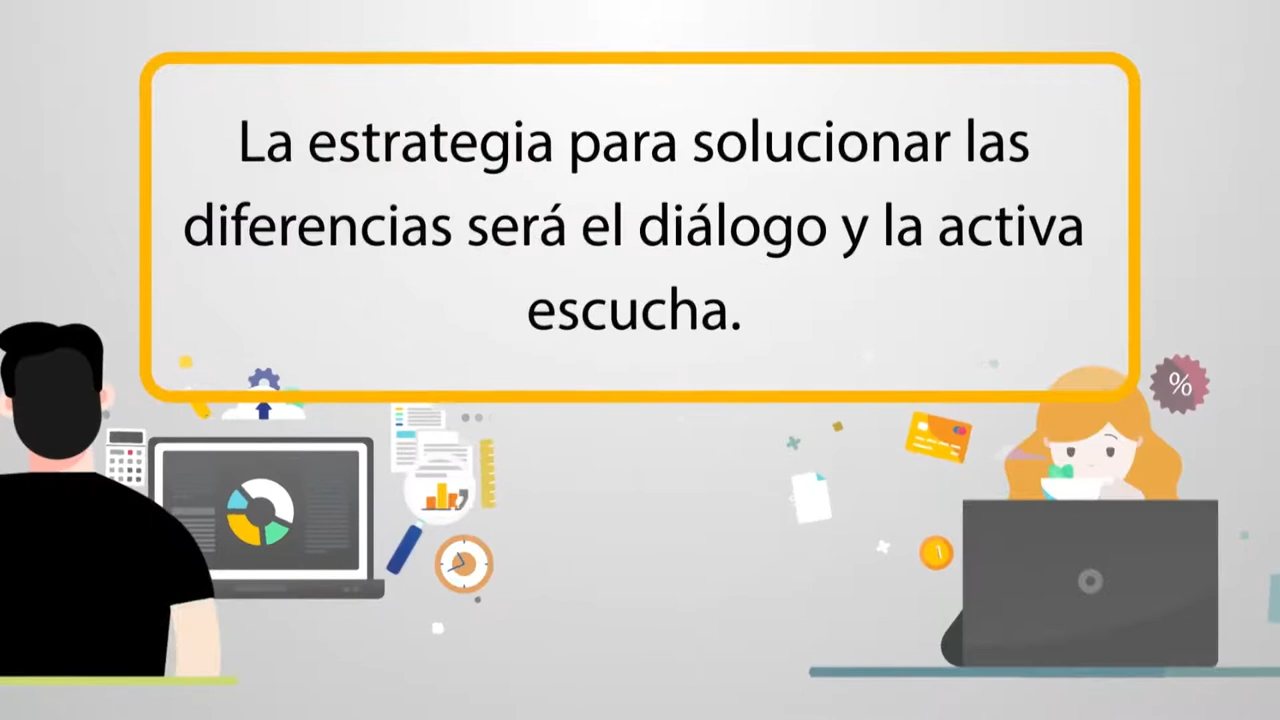 La estrategia para solucionar las
diferencias será el diálogo y la activa
escucha.
%